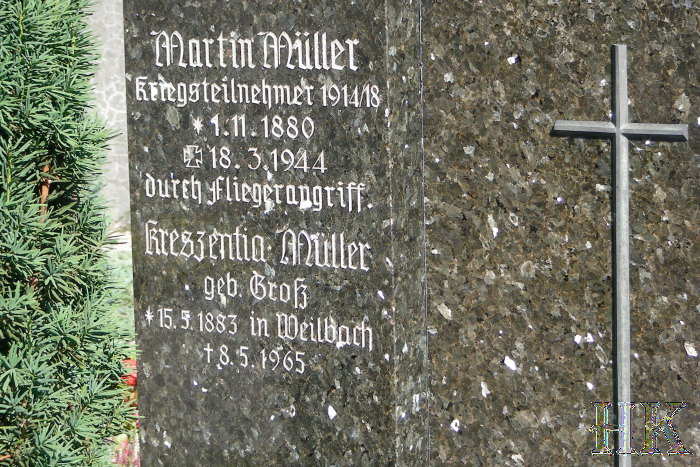 Martin Müller
Kriegsteilnehmer 1914/18
* 1.11.1880
✠ 18.3.1944
durch Fliegerangriff.
Kreszentia Müller
geb. Groß
* 15.5.1883 in Weilbach
† 8.5.1965
HK